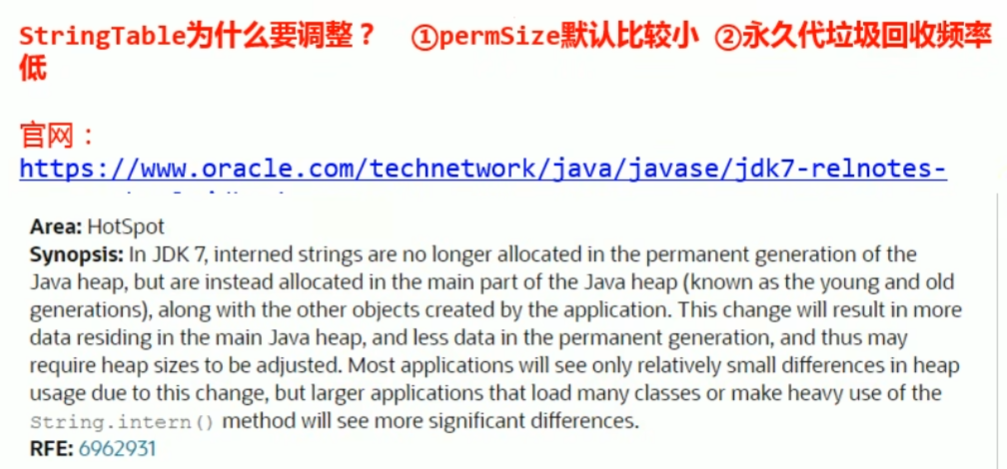 StringTable为什么要调整？ ①permSize默认比较小 ②永久代垃圾回收频率
低
官网：
https://www.oracle.com/technetwork/java/javase/jdk7-relnotes-
Area: HotSpot
Synopsis: In JDK 7, interned strings are no longer allocated in the permanent generation of the
Java heap, but are instead allocated in the main part of the Java heap (known as the young and old
generations), along with the other objects created by the application. This change will result in more
data residing in the main Java heap, and less data in the permanent generation, and thus may
require heap sizes to be adjusted. Most applications will see only relatively small differences in heap
usage due to this change, but larger applications that load many classes or make heavy use of the
String.intern() method will see more significant differences.
RFE: 6962931